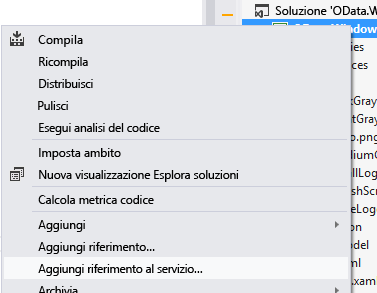 Soluzione 'OData.W
Compila
Ricompila
Distribuisci
Pulisci
Esegui analisi del codice
Imposta ambito
Nuova visualizzazione Esplora soluzioni
Calcola metrica codice
Aggiungi
Aggiungi riferimento...
Aggiungi riferimento al servizio...
Archivia